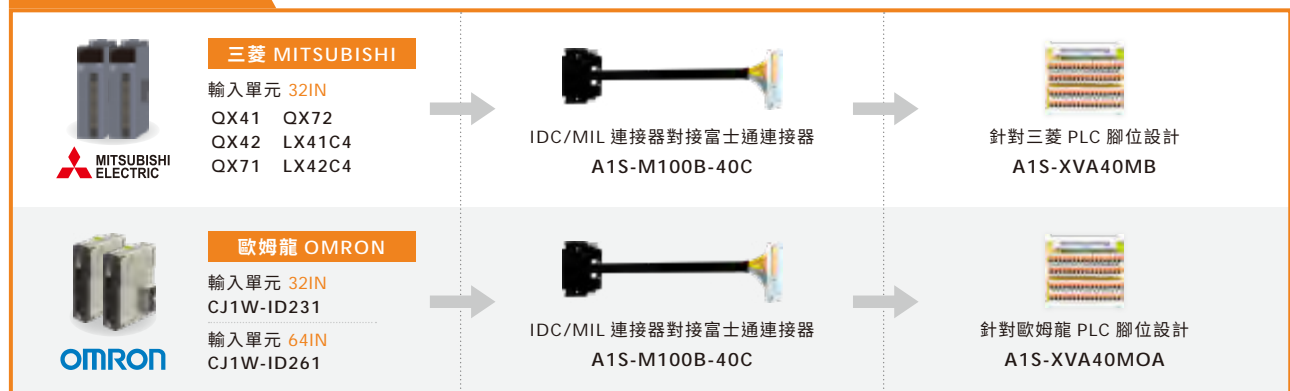 三菱 MITSUBISHI
輸入單元 32IN
QX41 QX72
QX42 LX41C4
QX71 LX42C4
MITSUBISHI
ELECTRIC
IDC/MIL 連接器對接富士通連接器
A1S-M100B-40C
針對三菱 PLC 腳位設計
A1S-XVA40MB
歐姆龍 OMRON
輸入單元 32IN
CJ1W-ID231
輸入單元 64IN
CJ1W-ID261
OMRON
IDC/MIL 連接器對接富士通連接器
A1S-M100B-40C
針對歐姆龍 PLC 腳位設計
A1S-XVA40MOA